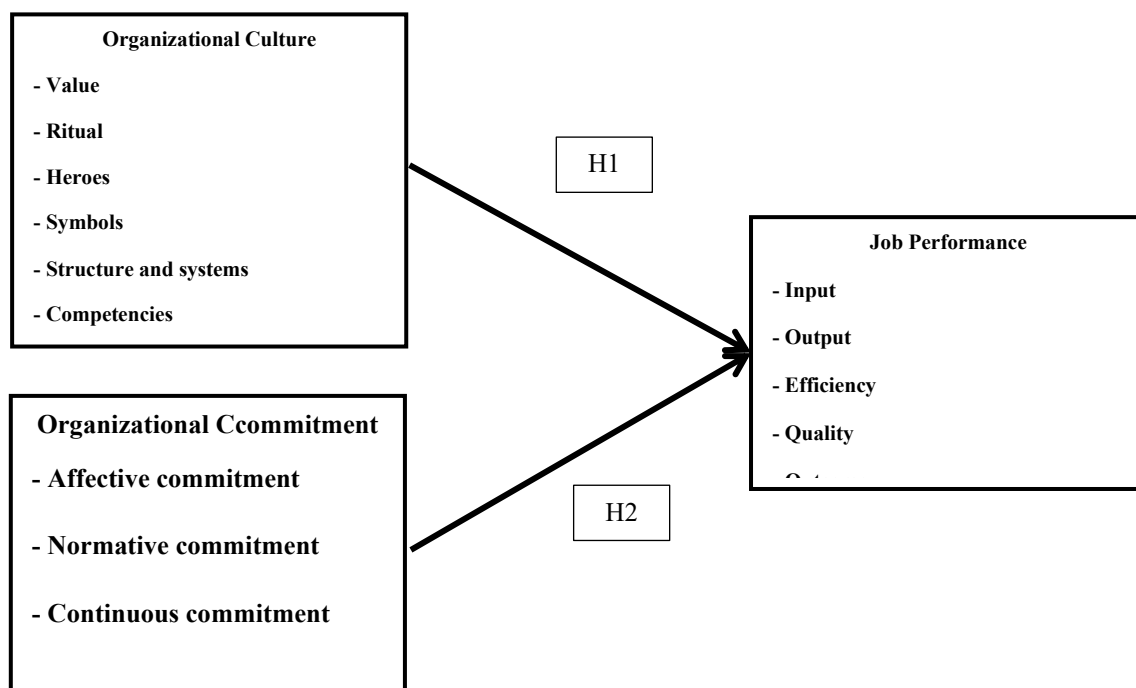 Organizational Culture
- Value
- Ritual
- Heroes
- Symbols
- Structure and systems
- Competencies
H1
Job Performance
- Input
- Output
- Efficiency
- Quality
Organizational Ccommitment
- Affective commitment
- Normative commitment
- Continuous commitment
H2